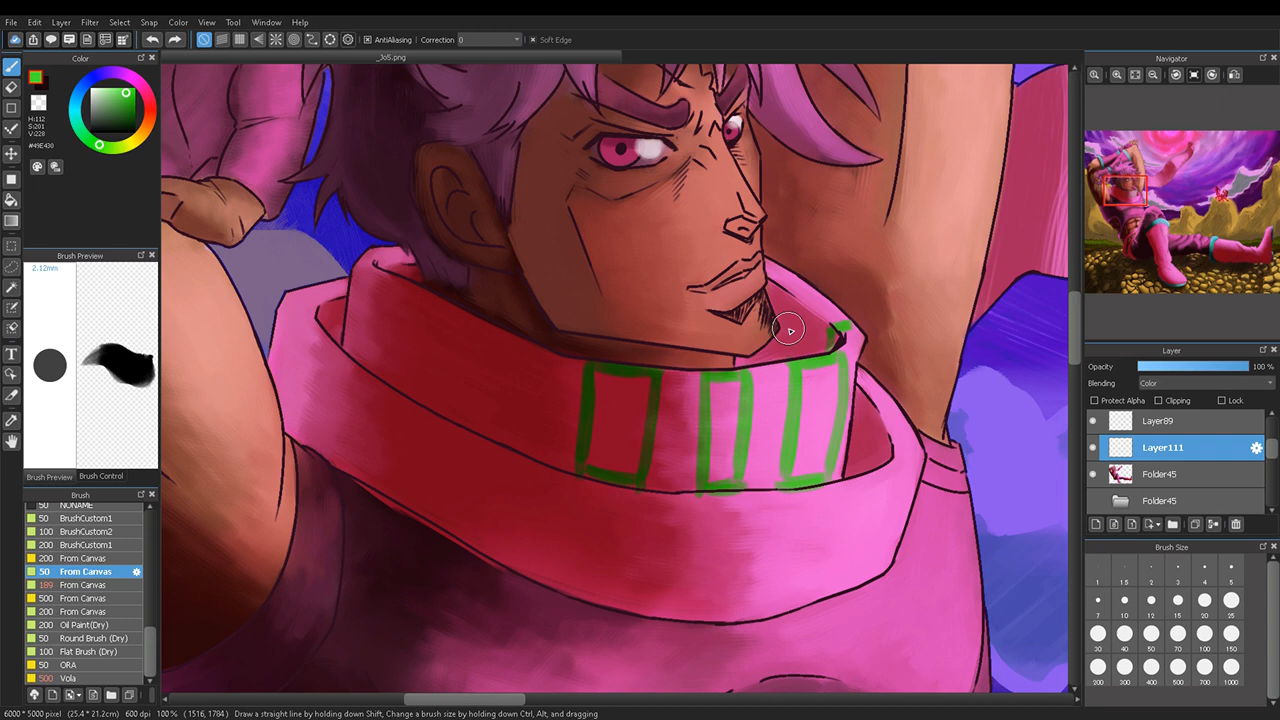 File Edit Layer Filter Select Snap Color View Tool Window Help
AntiAliasing Correction 0 Soft Edge
Color
_Jo5.png
Navigator
H:112
S:201
V:228
#49E430
Brush Preview
2.12mm
Brush Preview Brush Control
Brush
50 NONAME
50 BrushCustom1
100 BrushCustom2
200 BrushCustom1
200 From Canvas
50 From Canvas
189 From Canvas
500 From Canvas
200 From Canvas
200 Oil Paint(Dry)
50 Round Brush (Dry)
100 Flat Brush (Dry)
50 ORA
500 Vola
Layer
Opacity 100 %
Blending Color
Protect Alpha Clipping Lock
Layer89
Layer111
Folder45
Folder45
Brush Size
1 1.5 2 3 4 5
7 10 12 15 20 25
30 40 50 70 100 150
200 300 400 500 700 1000
6000 * 5000 pixel (25.4 * 21.2cm) 600 dpi 100 % ( 1516, 1784 ) Draw a straight line by holding down Shift, Change a brush size by holding down Ctrl, Alt, and dragging